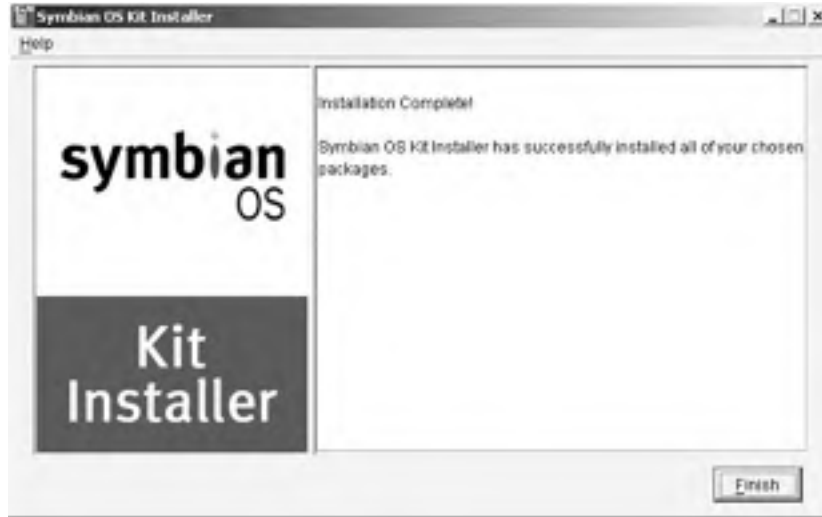 Symbian OS Kit Installer
Help
symbian
OS
Kit
Installer
Installation Complete!
Symbian OS Kit Installer has successfully installed all of your chosen
packages.
Finish